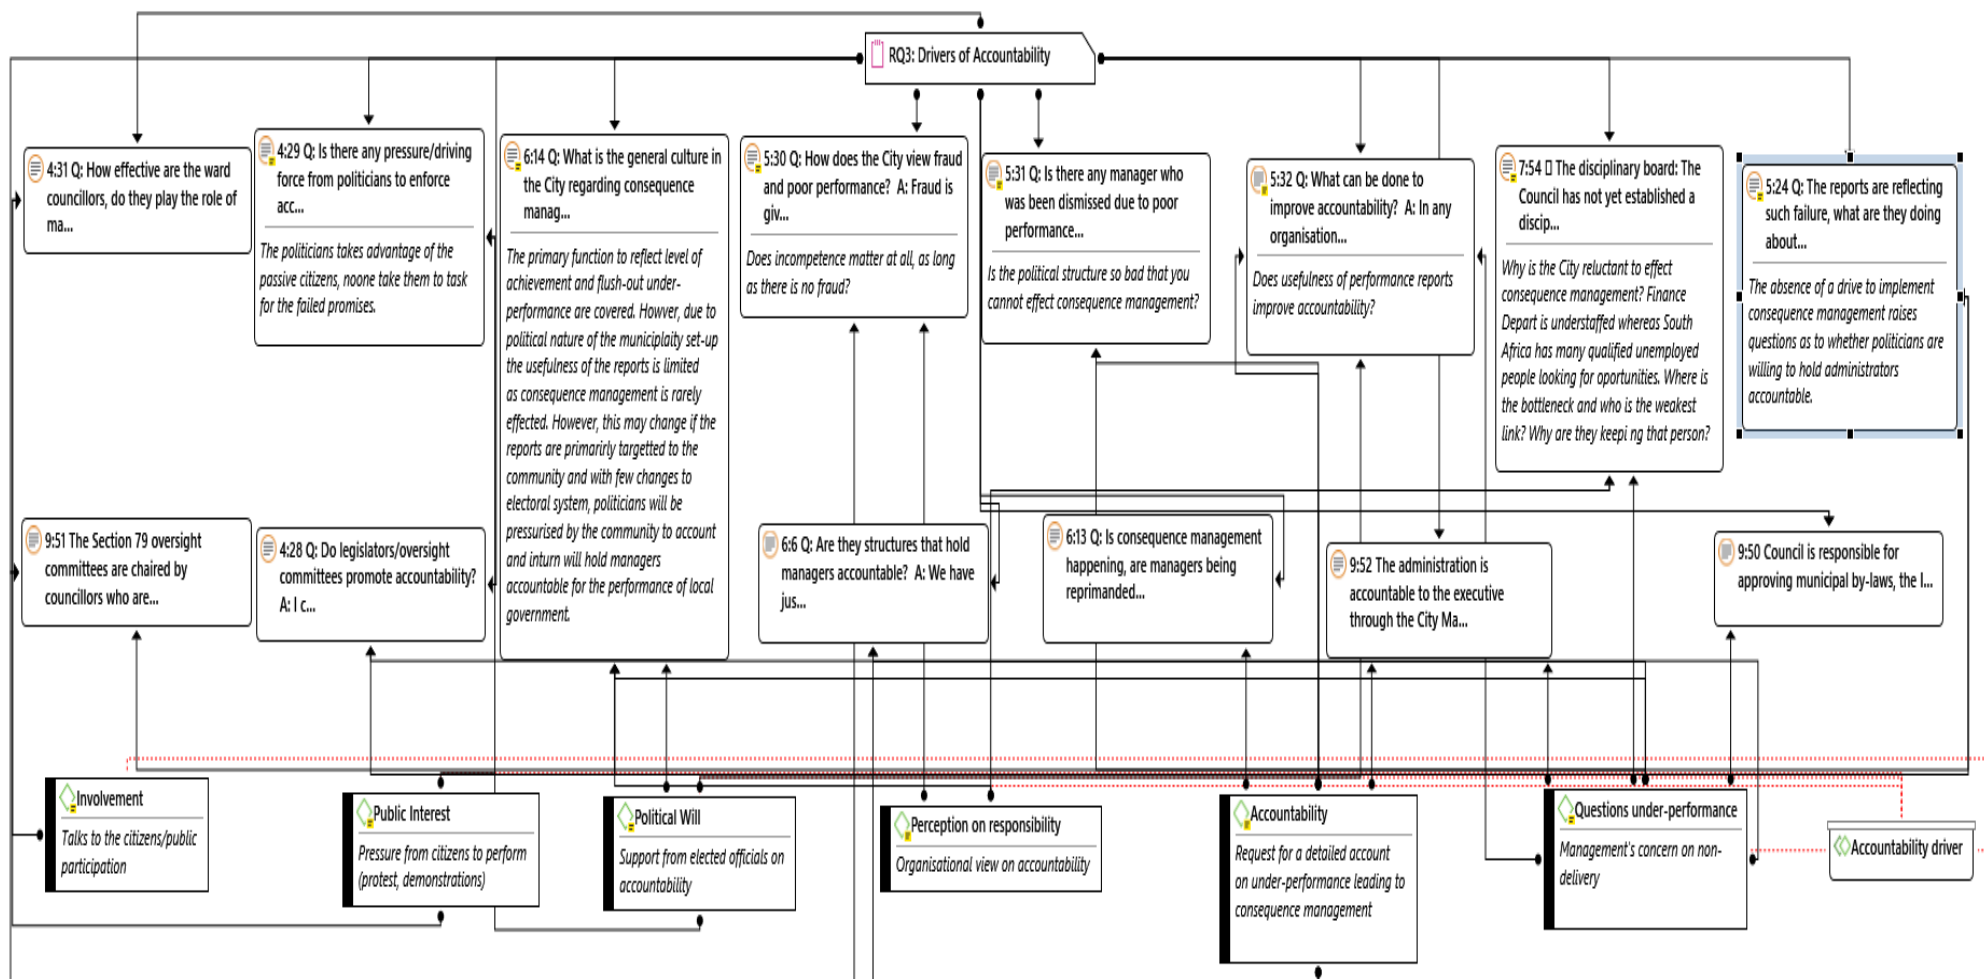 RQ3: Drivers of Accountability
4:31 Q: How effective are the ward
councillors, do they play the role of
ma...
4:29 Q: Is there any pressure/driving
force from politicians to enforce
acc...
The politicians takes advantage of the
passive citizens, noone take them to task
for the failed promises.
6:14 Q: What is the general culture in
the City regarding consequence
manag...
The primary function to reflect level of
achievement and flush-out under-
performance are covered. Howvr, due to
political nature of the municiplaity set-up
the usefulness of the reports is limited
as consequence management is rarely
effected. However, this may change if the
reports are primarirly targetted to the
community and with few changes to
electoral system, politicians will be
pressurised by the community to account
and inturn will hold managers
accountable for the performance of local
government.
5:30 Q: How does the City view fraud
and poor performance? A: Fraud is
giv...
Does incompetence matter at all, as long
as there is no fraud?
5:31 Q: Is there any manager who
was been dismissed due to poor
performance...
Is the political structure so bad that you
cannot effect consequence management?
5:32 Q: What can be done to
improve accountability? A: In any
organisation...
Does usefulness of performance reports
improve accountability?
7:54 ▯ The disciplinary board: The
Council has not yet established a
discip...
Why is the City reluctant to effect
consequence management? Finance
Depart is understaffed whereas South
Africa has many qualified unemployed
people looking for oportunities. Where is
the bottleneck and who is the weakest
link? Why are they keepi ng that person?
5:24 Q: The reports are reflecting
such failure, what are they doing
about...
The absence of a drive to implement
consequence management raises
questions as to whether politicians are
willing to hold administrators
accountable.
9:51 The Section 79 oversight
committees are chaired by
councillors who are...
4:28 Q: Do legislators/oversight
committees promote accountability?
A: I c...
6:6 Q: Are they structures that hold
managers accountable? A: We have
jus...
6:13 Q: Is consequence management
happening, are managers being
reprimanded...
9:52 The administration is
accountable to the executive
through the City Ma...
9:50 Council is responsible for
approving municipal by-laws, the I...
Involvement
Talks to the citizens/public
participation
Public Interest
Pressure from citizens to perform
(protest, demonstrations)
Political Will
Support from elected officials on
accountability
Perception on responsibility
Organisational view on accountability
Accountability
Request for a detailed account
on under-performance leading to
consequence management
Questions under-performance
Management's concern on non-
delivery
Accountability driver